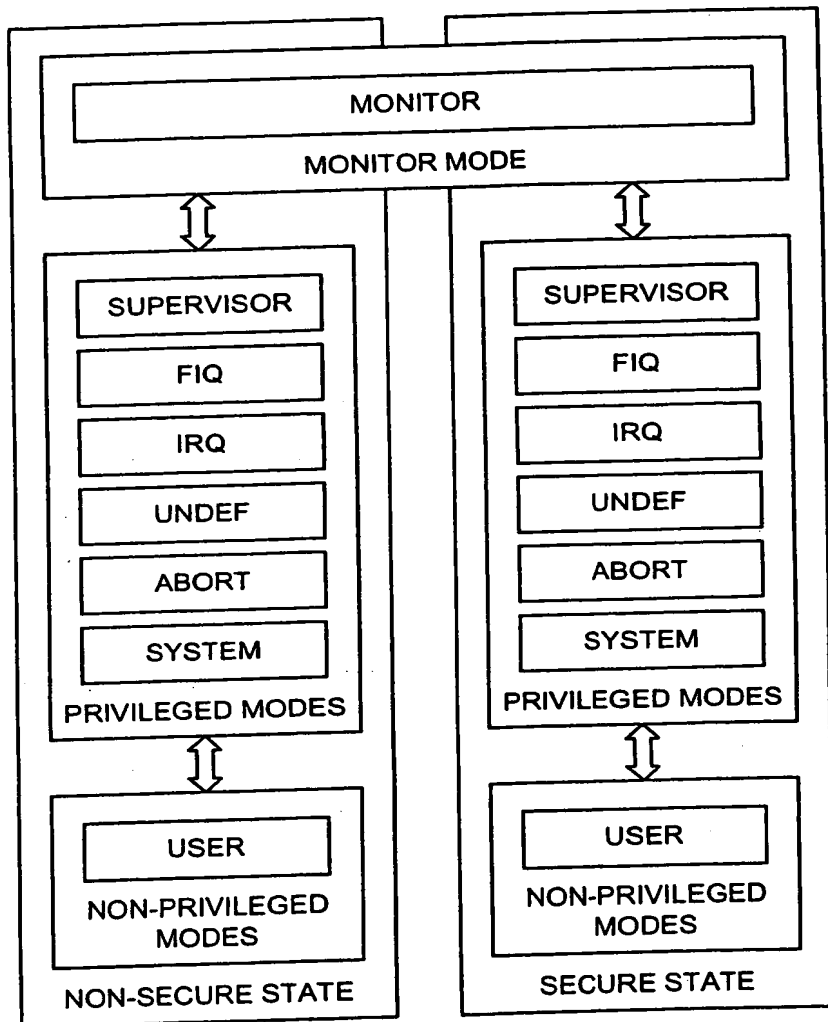 MONITOR
MONITOR MODE
SUPERVISOR
FIQ
IRQ
UNDEF
ABORT
SYSTEM
PRIVILEGED MODES
USER
NON-PRIVILEGED
MODES
NON-SECURE STATE
SUPERVISOR
FIQ
IRQ
UNDEF
ABORT
SYSTEM
PRIVILEGED MODES
USER
NON-PRIVILEGED
MODES
SECURE STATE